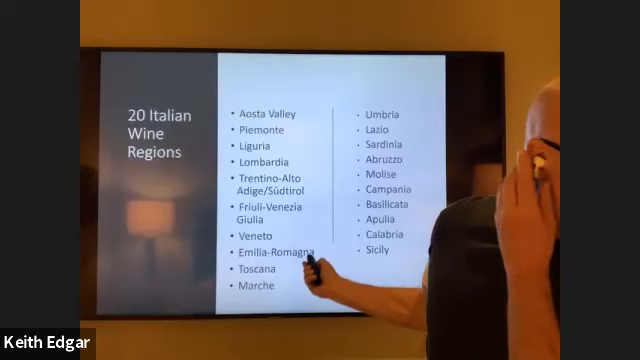 20 Italian
Wine
Regions
• Aosta Valley
• Piemonte
• Liguria
• Lombardia
• Trentino-Alto
Adige/Südtirol
• Friuli-Venezia
Giulia
• Veneto
• Emilia-Romagna
• Toscana
• Marche
• Umbria
• Lazio
• Sardinia
• Abruzzo
• Molise
• Campania
• Basilicata
• Apulia
• Calabria
• Sicily
Keith Edgar